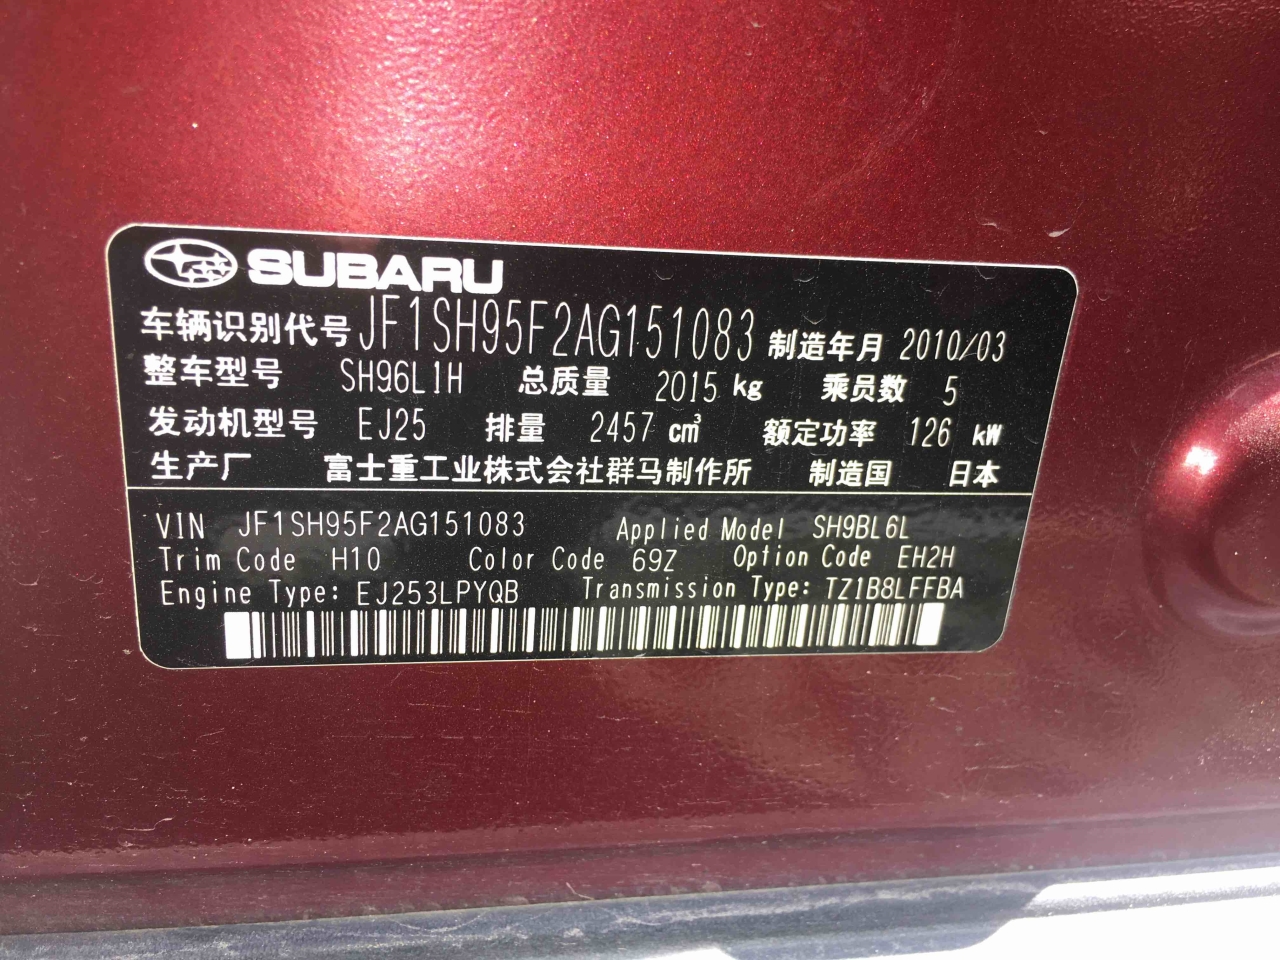 SUBARU
车辆识别代号 JF1SH95F2AG151083 制造年月 2010/03
整车型号 SH96L1H 总质量 2015 kg 乘员数 5
发动机型号 EJ25 排量 2457 cm³ 额定功率 126 kW
生产厂 富士重工业株式会社群马制作所 制造国 日本
VIN JF1SH95F2AG151083 Applied Model SH9BL6L
Trim Code H10 Color Code 69Z Option Code EH2H
Engine Type: EJ253LPYQB Transmission Type: TZ1B8LFFBA